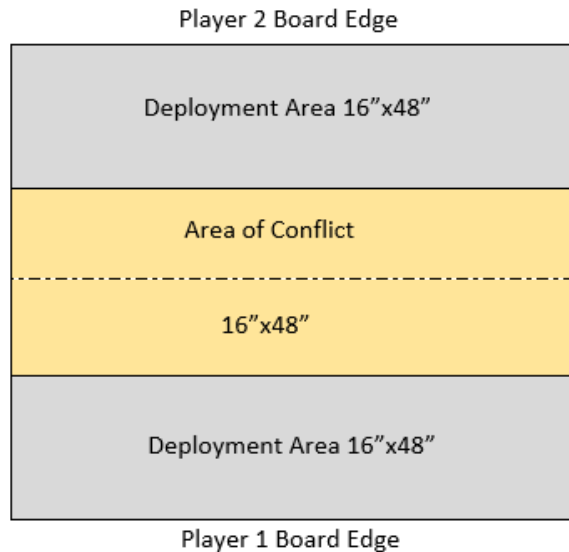 Player 2 Board Edge
Deployment Area 16”x48”
Area of Conflict
16”x48”
Deployment Area 16”x48”
Player 1 Board Edge